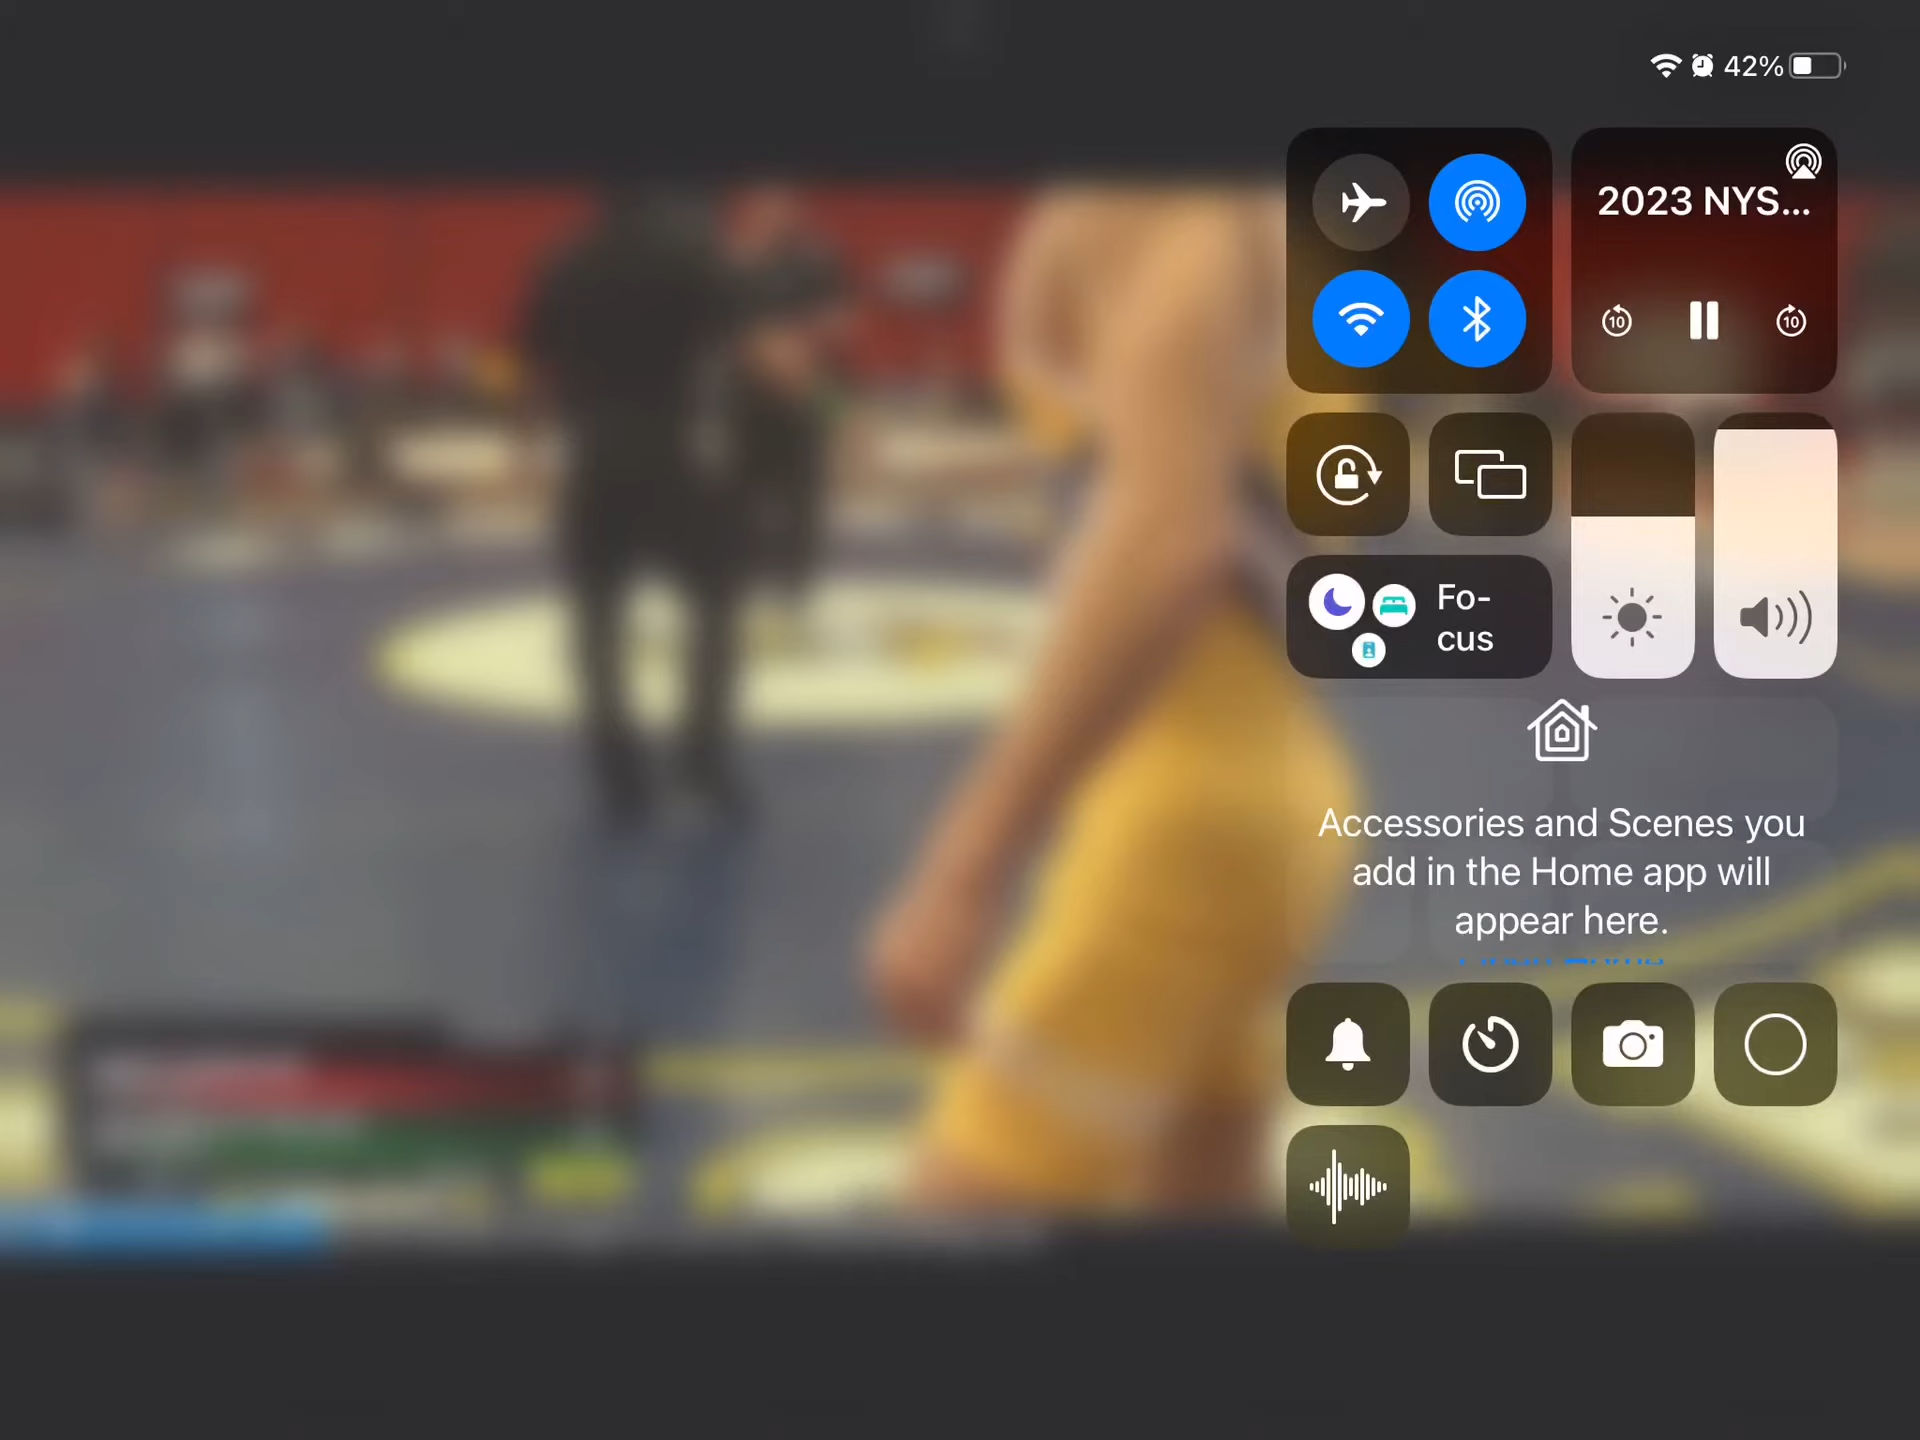 42%
2023 NYS...
10
10
Fo-
cus
Accessories and Scenes you
add in the Home app will
appear here.